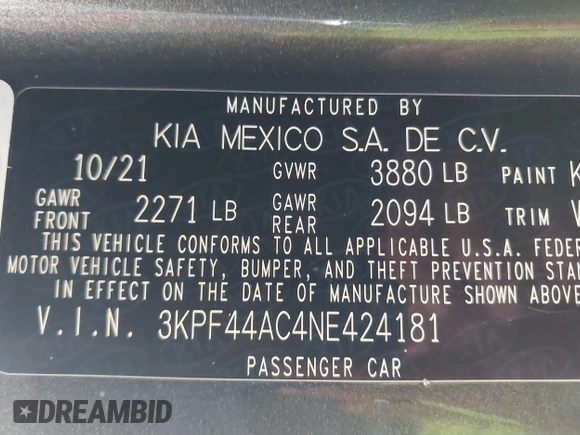 MANUFACTURED BY
KIA MEXICO S.A. DE C.V.
10/21 GVWR 3880 LB PAINT K
GAWR FRONT 2271 LB GAWR REAR 2094 LB TRIM
THIS VEHICLE CONFORMS TO ALL APPLICABLE U.S.A. FEDER
MOTOR VEHICLE SAFETY, BUMPER, AND THEFT PREVENTION STAN
IN EFFECT ON THE DATE OF MANUFACTURE SHOWN ABOVE
V.I.N. 3KPF44AC4NE424181
PASSENGER CAR
DREAMBID